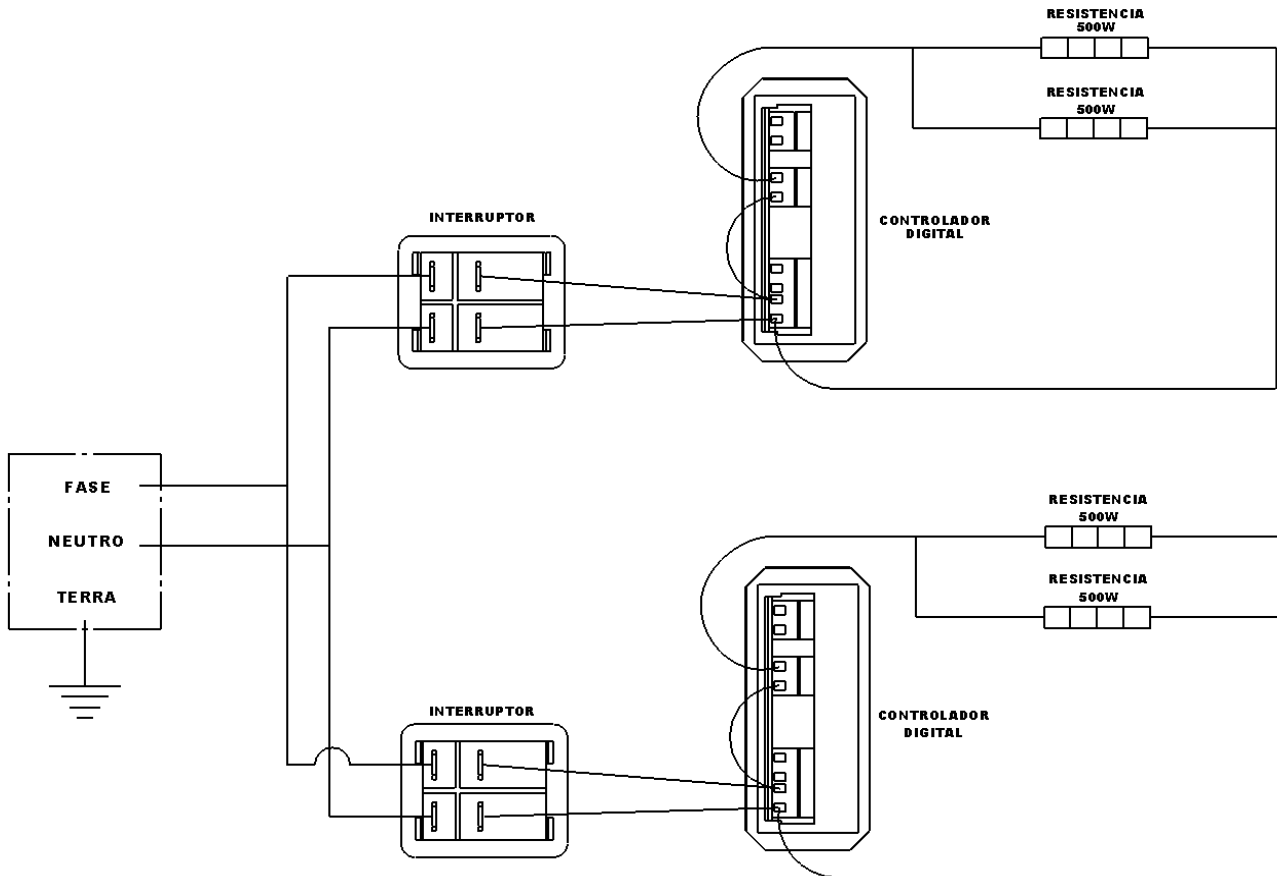 RESISTENCIA
500W
RESISTENCIA
500W
INTERRUPTOR
CONTROLADOR
DIGITAL
FASE
NEUTRO
TERRA
RESISTENCIA
500W
RESISTENCIA
500W
INTERRUPTOR
CONTROLADOR
DIGITAL